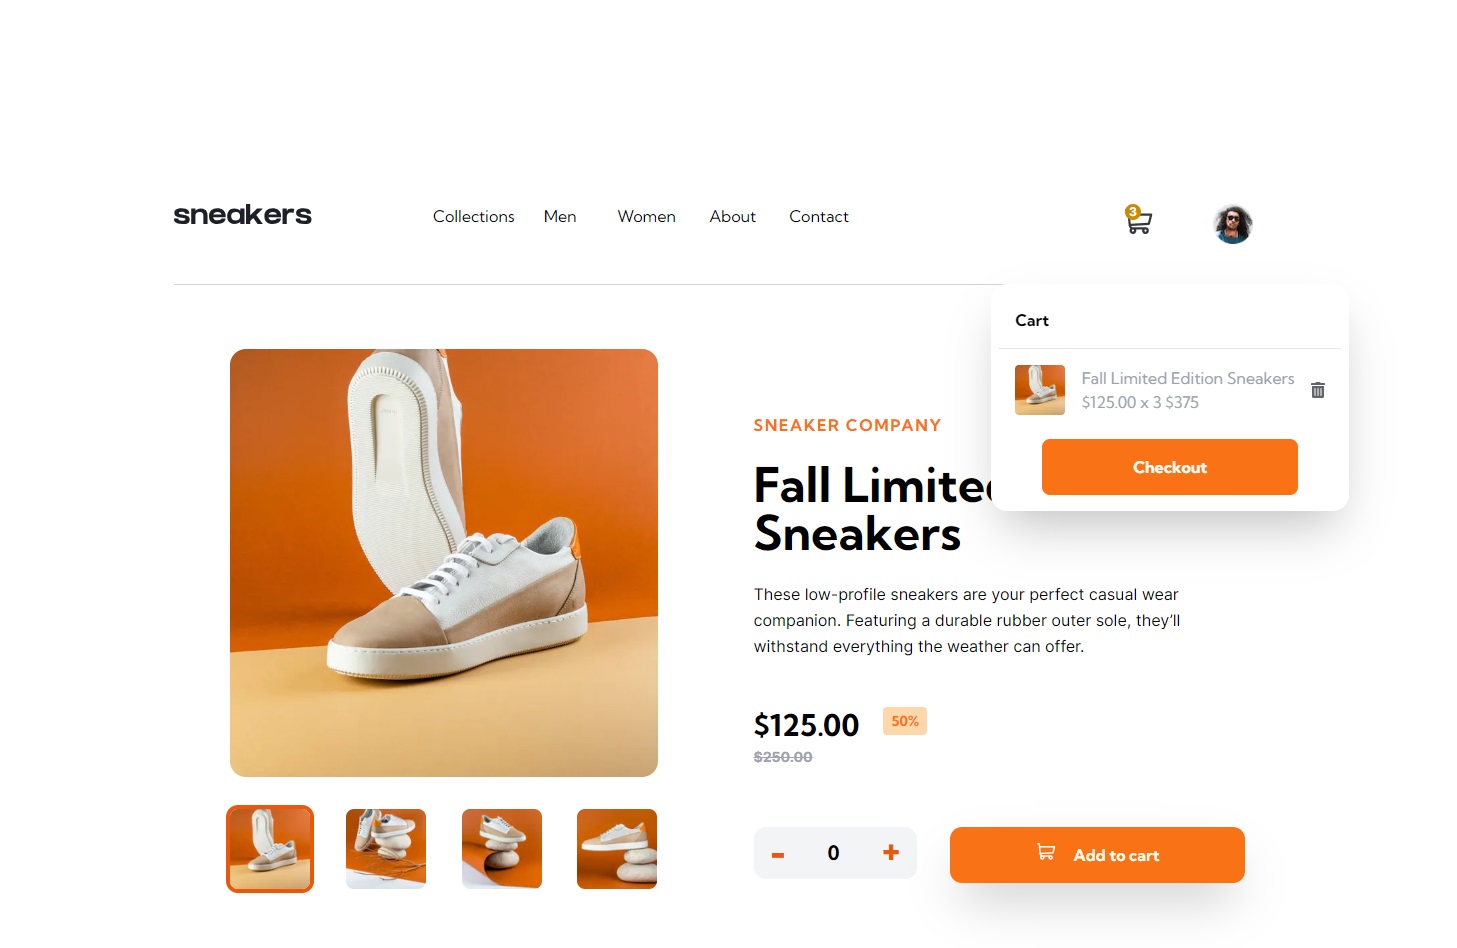 sneakers
Collections Men Women About Contact
3
Cart
Fall Limited Edition Sneakers
$125.00 x 3 $375
Checkout
SNEAKER COMPANY
Fall Limited
Sneakers
These low-profile sneakers are your perfect casual wear
companion. Featuring a durable rubber outer sole, they'll
withstand everything the weather can offer.
$125.00 50%
$250.00
- 0 +
Add to cart